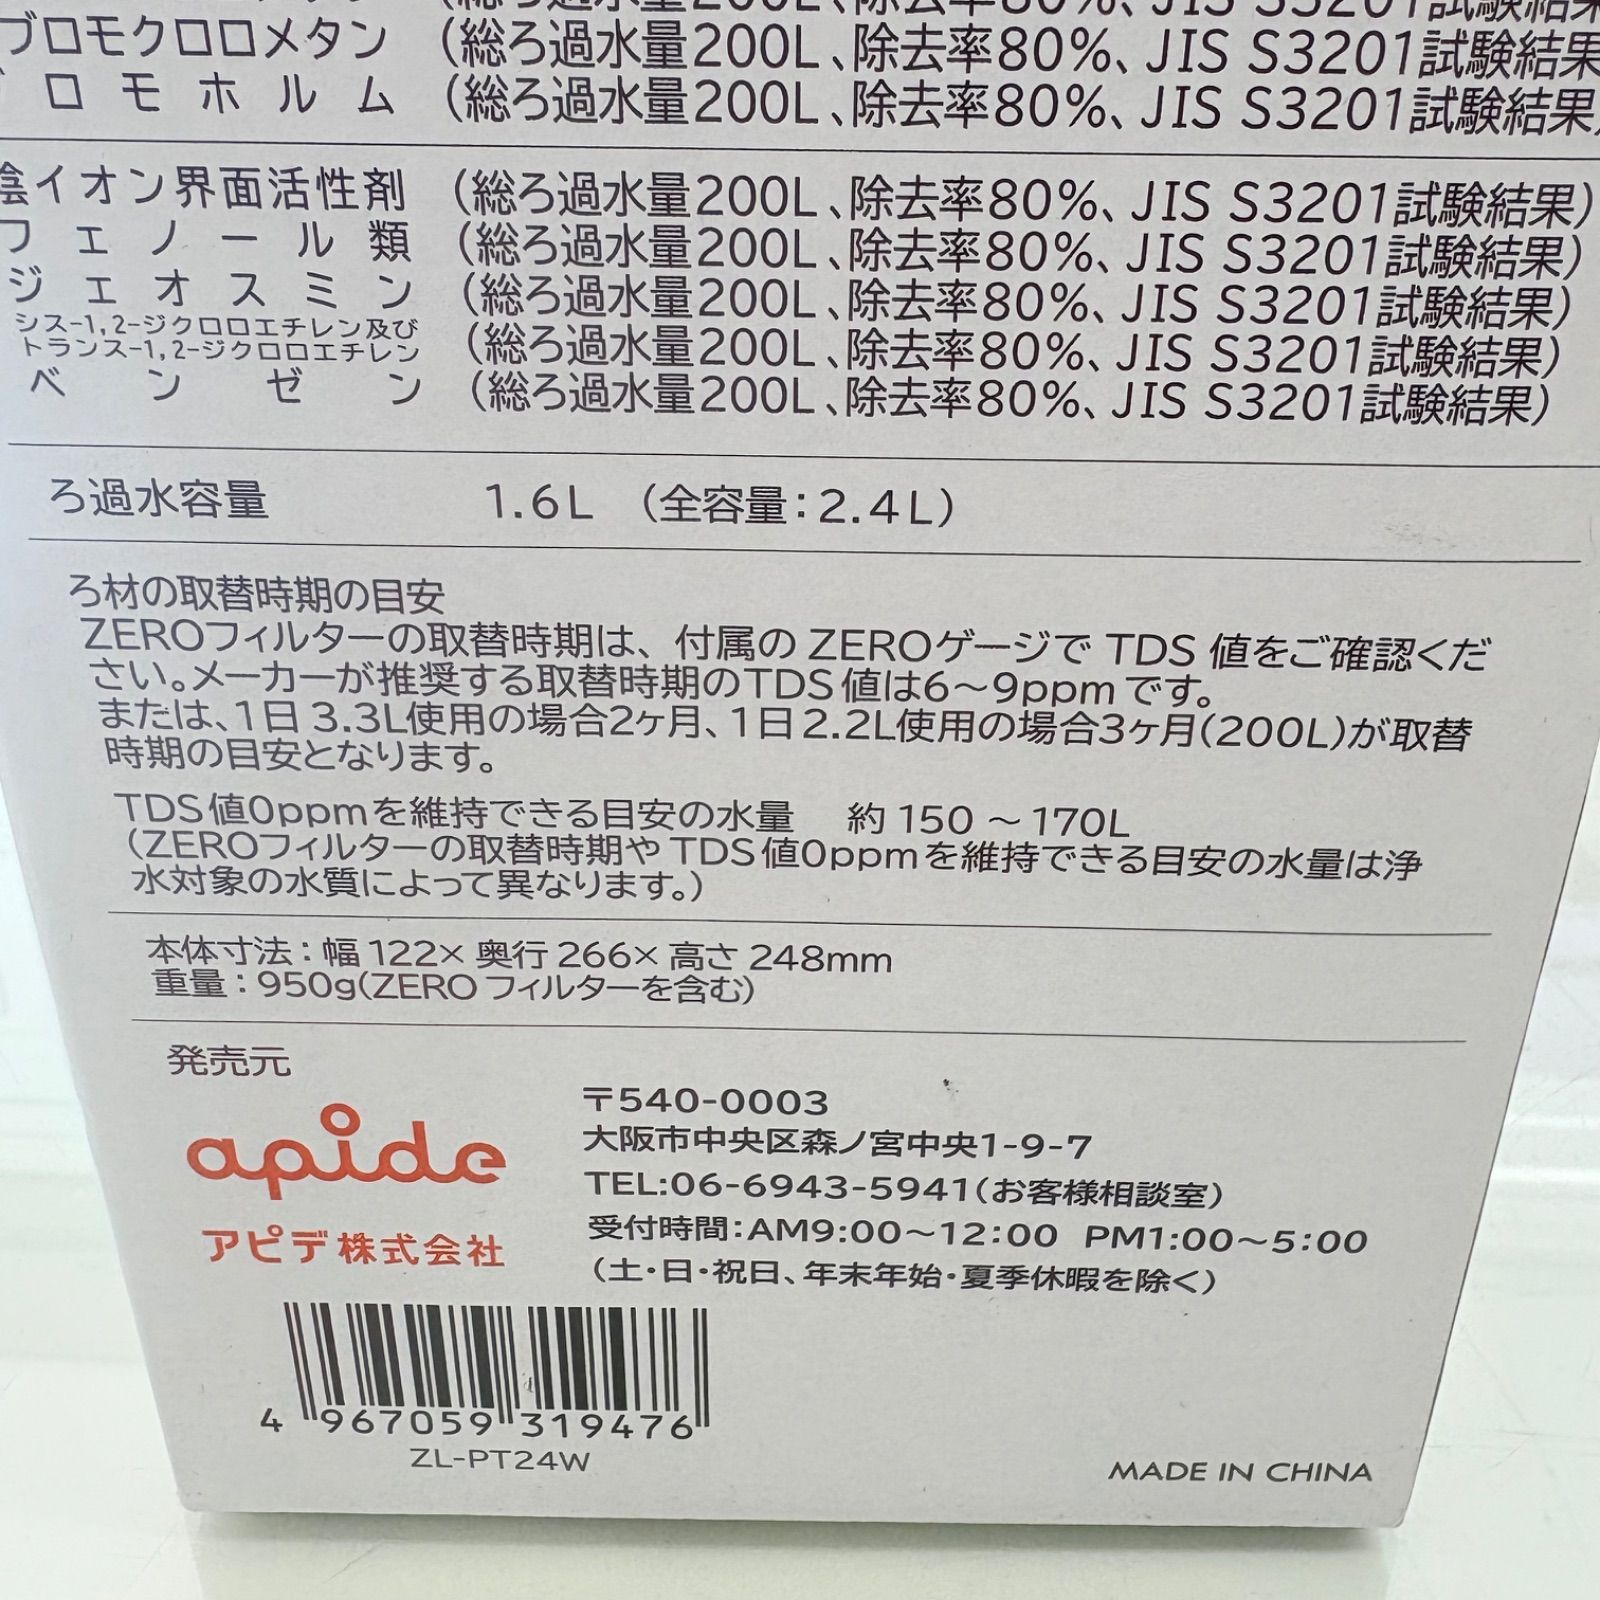 (総ろ過水量200L、除去率80%、JIS S3201試験結果
ブロモクロロメタン (総ろ過水量200L、除去率80%、JIS S3201試験結果
ロモホルム (総ろ過水量200L、除去率80%、JIS S3201試験結果)
陰イオン界面活性剤 (総ろ過水量200L、除去率80%、JIS S3201試験結果)
フェノール類 (総ろ過水量200L、除去率80%、JIS S3201試験結果)
ジェオスミン (総ろ過水量200L、除去率80%、JIS S3201試験結果)
シス-1,2-ジクロロエチレン及び
トランス-1,2-ジクロロエチレン (総ろ過水量200L、除去率80%、JIS S3201試験結果)
ベンゼン (総ろ過水量200L、除去率80%、JIS S3201試験結果)
ろ過水容量 1.6L (全容量:2.4L)
ろ材の取替時期の目安
ZEROフィルターの取替時期は、付属のZEROゲージでTDS値をご確認くだ
さい。メーカーが推奨する取替時期のTDS値は6〜9ppmです。
または、1日3.3L使用の場合2ヶ月、1日2.2L使用の場合3ヶ月(200L)が取替
時期の目安となります。
TDS値0ppmを維持できる目安の水量 約150〜170L
(ZEROフィルターの取替時期やTDS値0ppmを維持できる目安の水量は浄
水対象の水質によって異なります。)
本体寸法:幅122×奥行266×高さ248mm
重量:950g(ZEROフィルターを含む)
発売元
apide
アピデ株式会社
〒540-0003
大阪市中央区森ノ宮中央1-9-7
TEL:06-6943-5941(お客様相談室)
受付時間:AM9:00〜12:00 PM1:00〜5:00
(土・日・祝日、年末年始・夏季休暇を除く)
4 967059 319476
ZL-PT24W
MADE IN CHINA